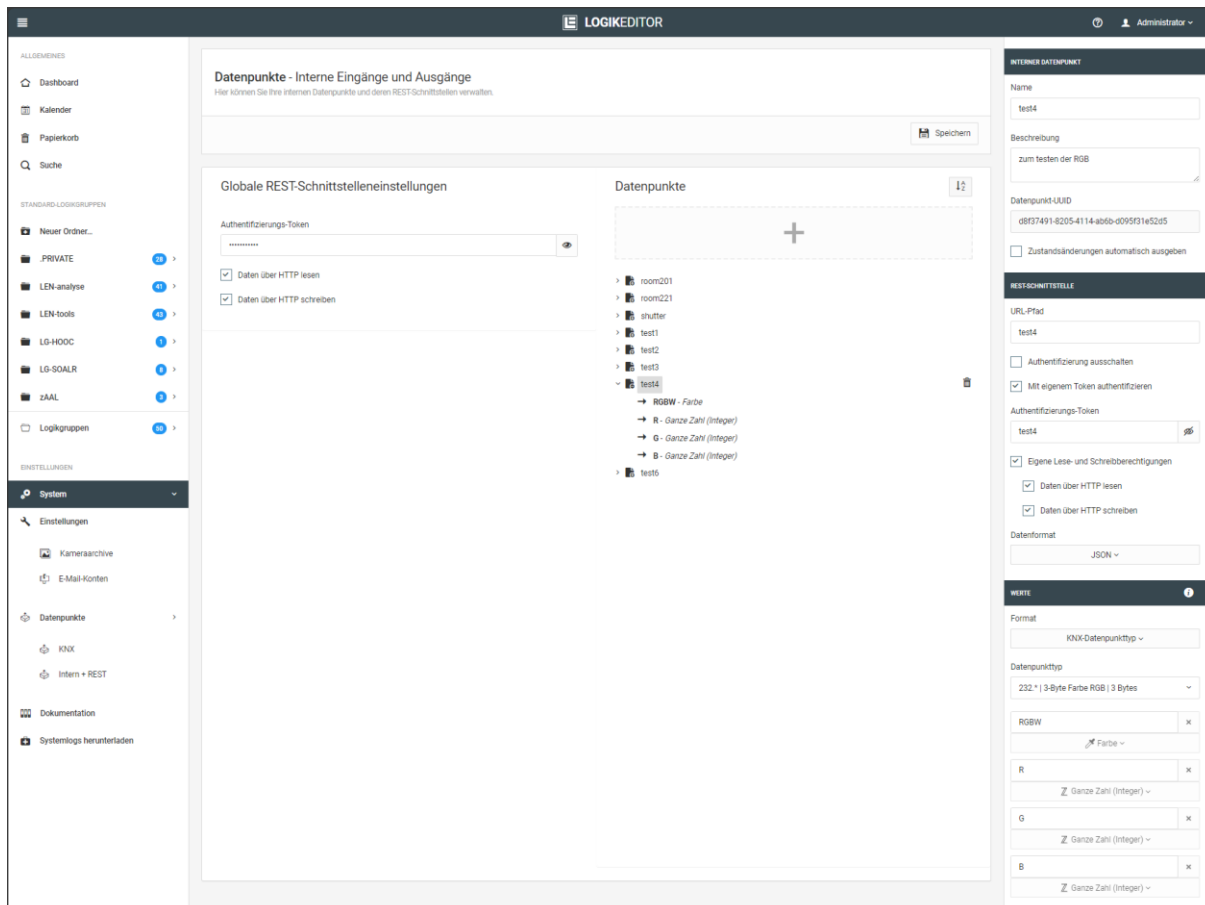 LOGIKEDITOR
Administrator
ALLGEMEINES
Dashboard
Kalender
Papierkorb
Suche
STANDARD-LOGIKGRUPPEN
Neuer Ordner...
.PRIVATE 28
LEN-analyse 41
LEN-tools 43
LG-HOOC 1
LG-SOALR 8
zAAL 3
Logikgruppen 50
EINSTELLUNGEN
System
Einstellungen
Kameraarchive
E-Mail-Konten
Datenpunkte
KNX
Intern + REST
Dokumentation
Systemlogs herunterladen
Datenpunkte - Interne Eingänge und Ausgänge
Hier können Sie Ihre internen Datenpunkte und deren REST-Schnittstellen verwalten.
Speichern
Globale REST-Schnittstelleneinstellungen
Authentifizierungs-Token
•••••••••••
Daten über HTTP lesen
Daten über HTTP schreiben
Datenpunkte
room201
room221
shutter
test1
test2
test3
test4
RGBW - Farbe
R - Ganze Zahl (Integer)
G - Ganze Zahl (Integer)
B - Ganze Zahl (Integer)
test6
INTERNER DATENPUNKT
Name
test4
Beschreibung
zum testen der RGB
Datenpunkt-UUID
d8f37491-8205-4114-ab6b-d095f31e52d5
Zustandsänderungen automatisch ausgeben
REST-SCHNITTSTELLE
URL-Pfad
test4
Authentifizierung ausschalten
Mit eigenem Token authentifizieren
Authentifizierungs-Token
test4
Eigene Lese- und Schreibberechtigungen
Daten über HTTP lesen
Daten über HTTP schreiben
Datenformat
JSON
WERTE
Format
KNX-Datenpunkttyp
Datenpunkttyp
232.* | 3-Byte Farbe RGB | 3 Bytes
RGBW
Farbe
R
Z Ganze Zahl (Integer)
G
Z Ganze Zahl (Integer)
B
Z Ganze Zahl (Integer)